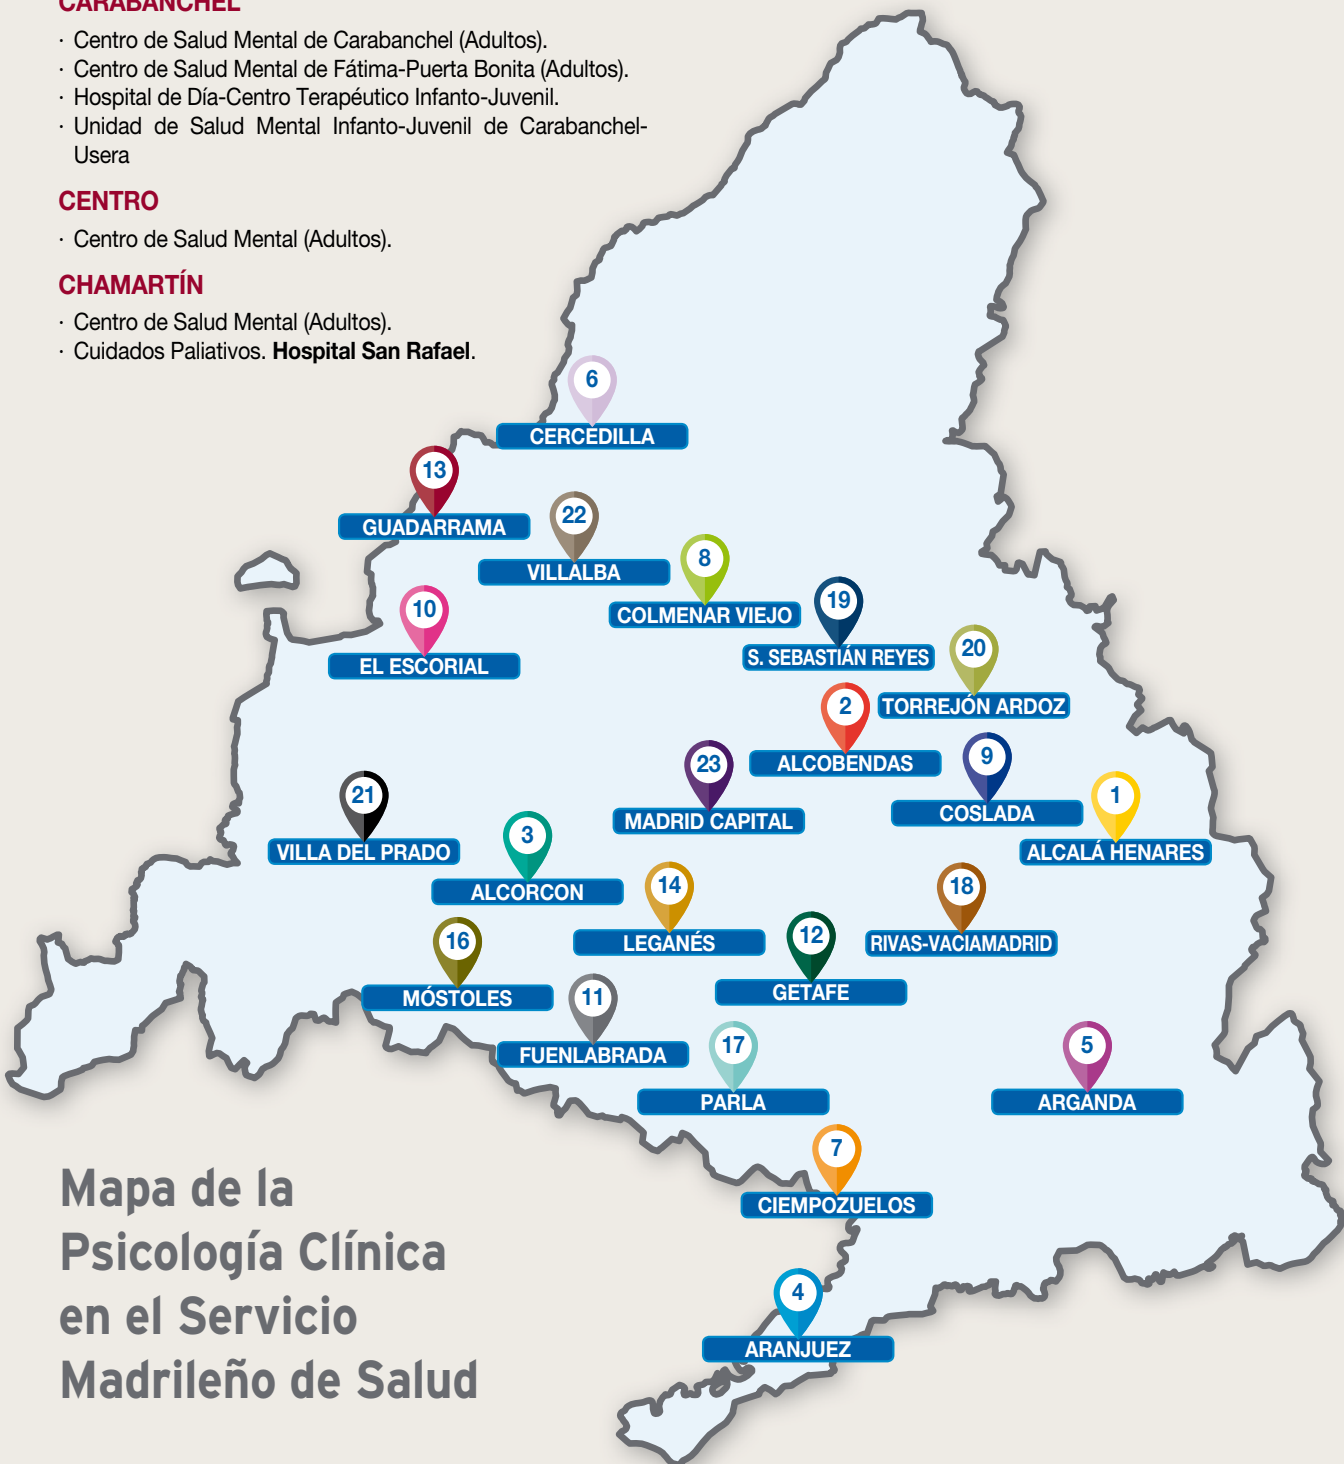 CARABANCHEL
· Centro de Salud Mental de Carabanchel (Adultos).
· Centro de Salud Mental de Fátima-Puerta Bonita (Adultos).
· Hospital de Día-Centro Terapéutico Infanto-Juvenil.
· Unidad de Salud Mental Infanto-Juvenil de Carabanchel-
Usera
CENTRO
· Centro de Salud Mental (Adultos).
CHAMARTÍN
· Centro de Salud Mental (Adultos).
· Cuidados Paliativos. Hospital San Rafael.
6
CERCEDILLA
13
GUADARRAMA
22
VILLALBA
8
COLMENAR VIEJO
19
S. SEBASTIÁN REYES
10
EL ESCORIAL
20
TORREJÓN ARDOZ
2
ALCOBENDAS
9
COSLADA
23
MADRID CAPITAL
1
ALCALÁ HENARES
21
VILLA DEL PRADO
3
ALCORCON
14
LEGANÉS
18
RIVAS-VACIAMADRID
12
GETAFE
16
MÓSTOLES
11
FUENLABRADA
17
PARLA
5
ARGANDA
7
CIEMPOZUELOS
4
ARANJUEZ
Mapa de la
Psicología Clínica
en el Servicio
Madrileño de Salud